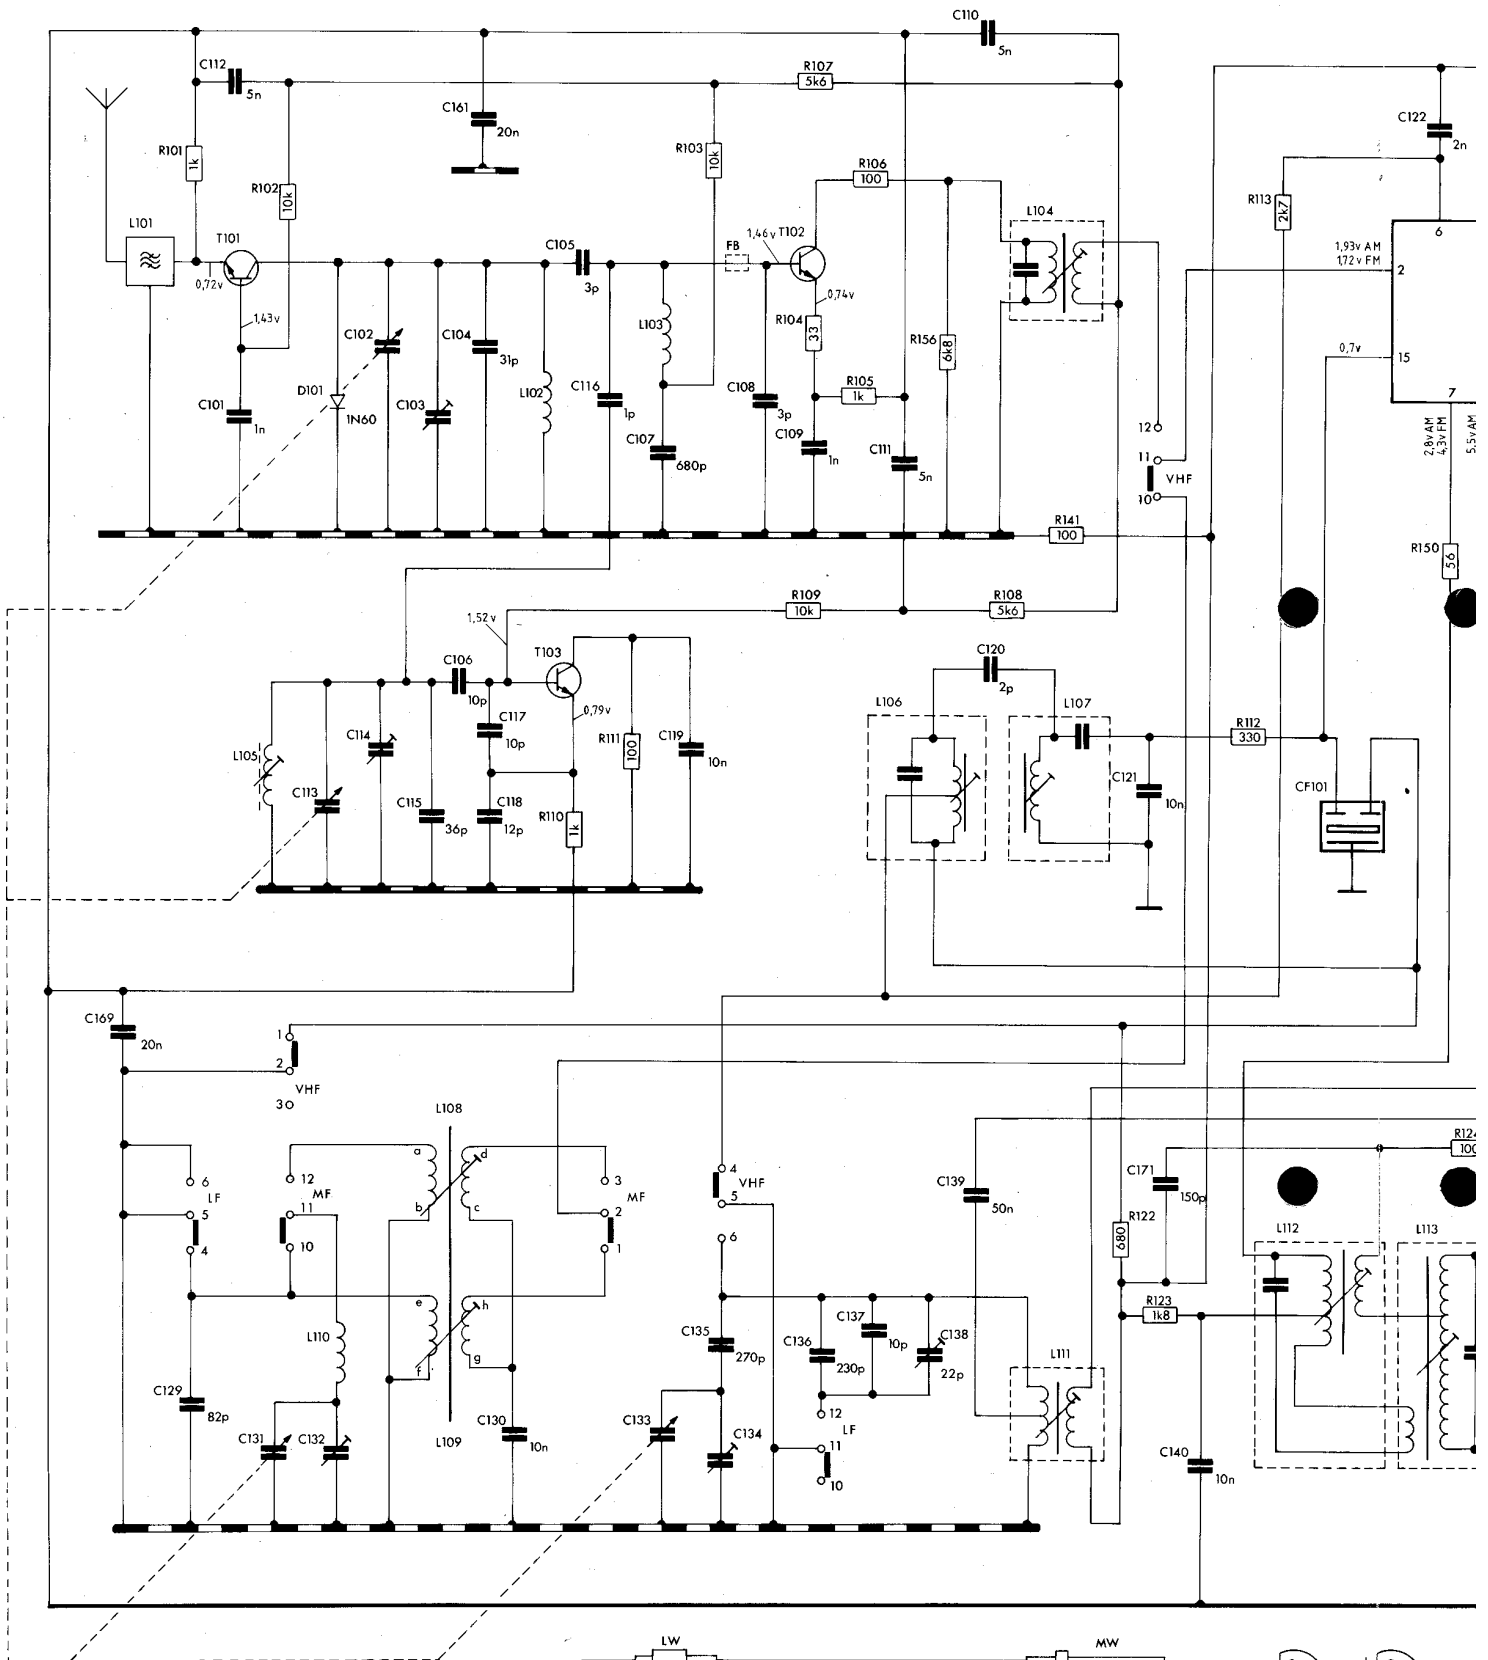 C110
5n
C112
5n
R107
5k6
C161
20n
C122
2n
R101
1k
R102
10k
R103
10k
R106
100
R113
2k7
L101
T101
0,72v
1,43v
C105
3p
FB
1,46v
T102
0,74v
L104
6
1,93v AM
1,72v FM
2
C102
C104
31p
L103
R104
33
R156
6k8
0,7v
15
D101
1N60
C103
L102
C116
1p
C108
3p
R105
1k
7
2,8v AM
4,3v FM
5,5v AM
C101
1n
C107
680p
C109
1n
C111
5n
12
11
VHF
10
R141
100
R150
56
R109
10k
R108
5k6
1,52v
T103
C106
10p
0,79v
C120
2p
L106
L107
R112
330
L105
C114
C117
10p
R111
100
C119
10n
C121
10n
CF101
C113
C115
36p
C118
12p
R110
1k
C169
20n
1
2
VHF
3
L108
a
d
b
c
12
MF
11
10
6
LF
5
4
3
MF
2
1
4
VHF
5
6
C139
50n
C171
150p
R124
100
R122
680
L112
L113
e
h
f
g
L110
R123
1k8
C135
270p
C136
230p
C137
10p
C138
22p
L111
C129
82p
C131
C132
L109
C130
10n
C133
C134
12
LF
11
10
C140
10n
LW
MW